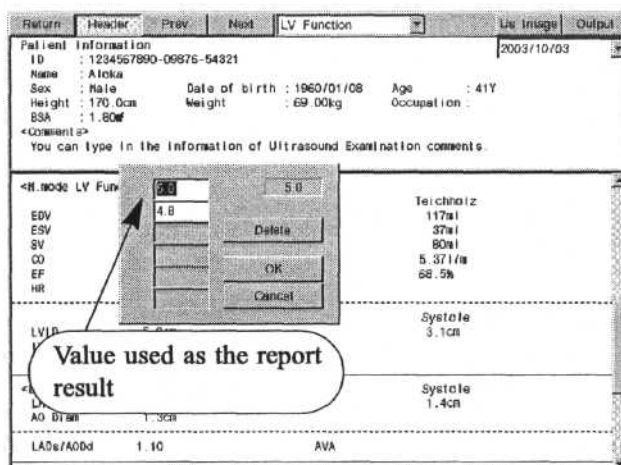 Return Header Prev Next LV Function Us Image Output
Patient Information
2003/10/03
ID : 1234567890-09876-54321
Name : Aloka
Sex : Male Date of birth : 1960/01/08 Age : 41Y
Height : 170.0cm Weight : 69.00kg Occupation :
BSA : 1.80㎡
<Comments>
You can type in the information of Ultrasound Examination comments.
<M.mode LV Fun
5.0 5.0
4.8
Delete
OK
Cancel
Teichholz
EDV 117ml
ESV 37ml
SV 80ml
CO 5.37l/m
EF 68.5%
HR
Systole
LVID 3.1cm
Value used as the report
result
Systole
1.4cm
AO Diam 1.3cm
LADs/AODd 1.10 AVA